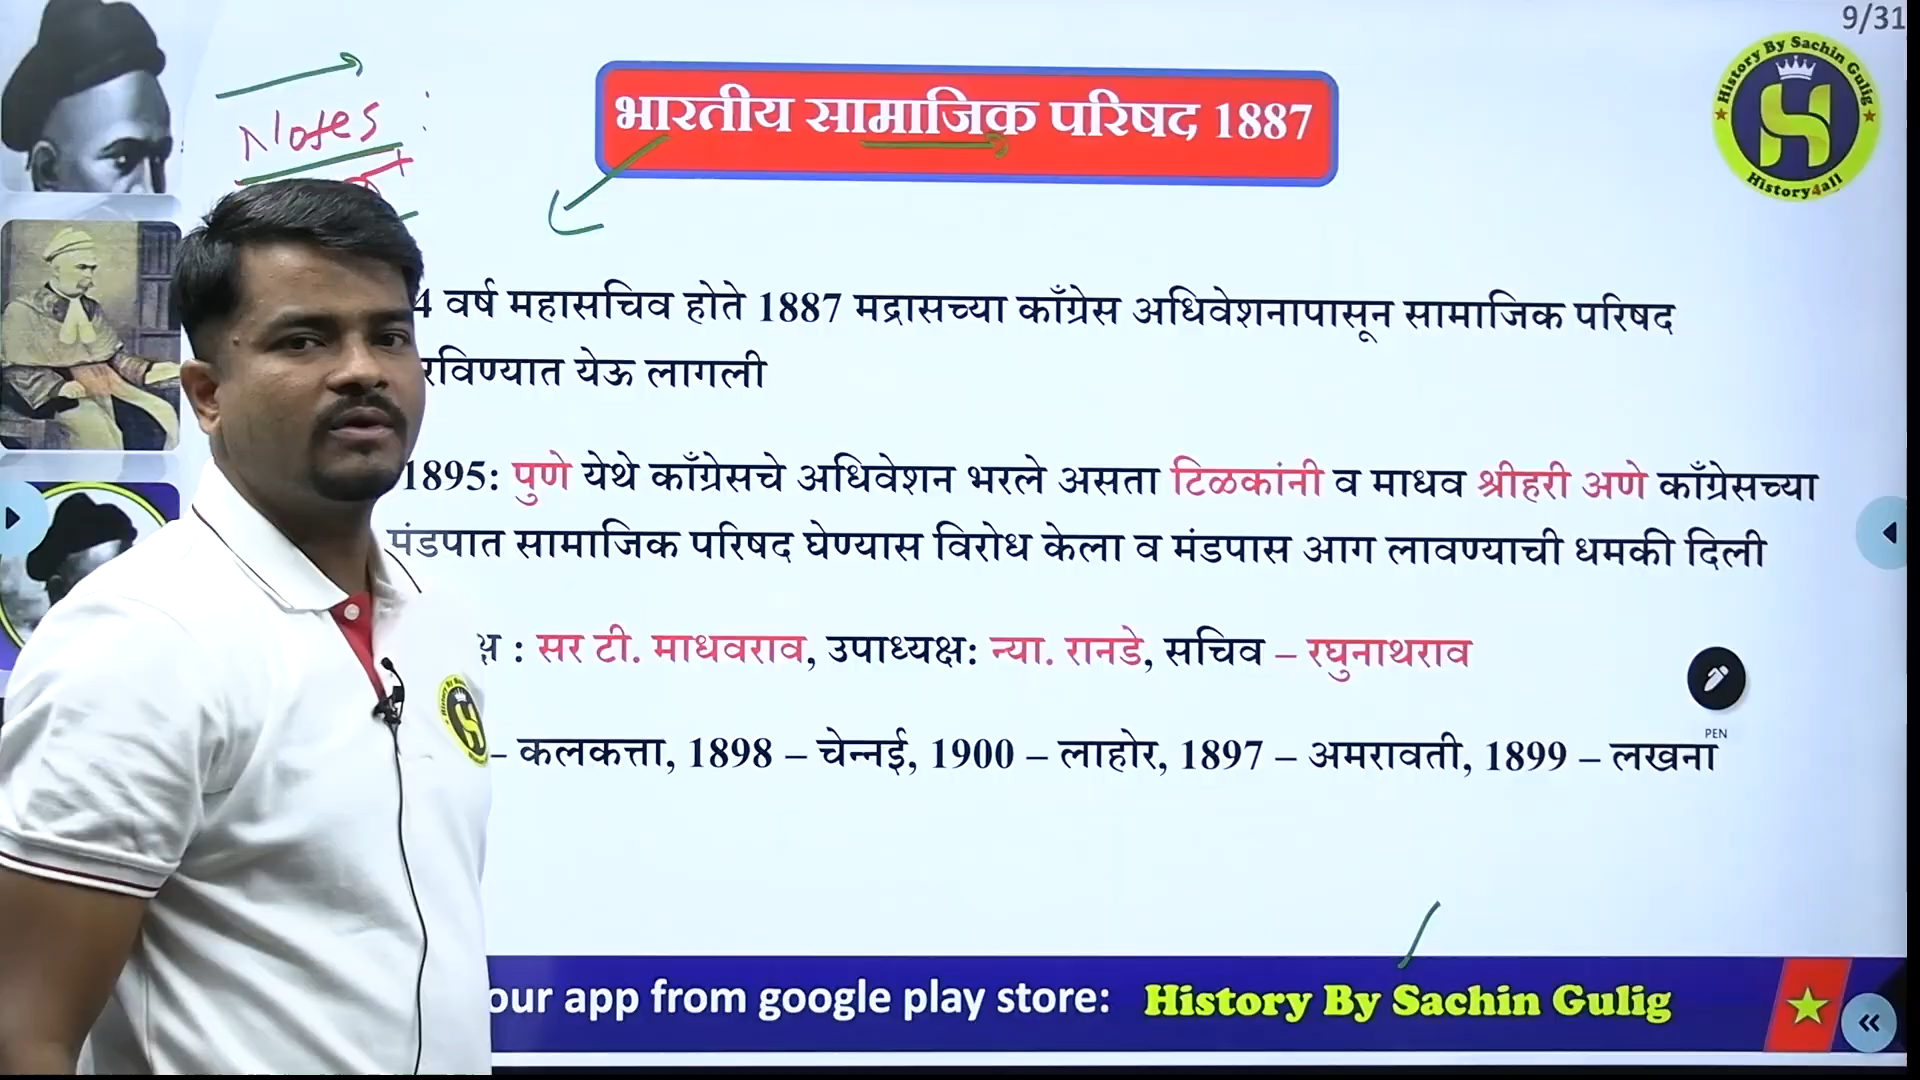 9/31
Notes
भारतीय सामाजिक परिषद 1887
History By Sachin Gulig
History4all
4 वर्ष महासचिव होते 1887 मद्रासच्या काँग्रेस अधिवेशनापासून सामाजिक परिषद
रविण्यात येऊ लागली
1895: पुणे येथे काँग्रेसचे अधिवेशन भरले असता टिळकांनी व माधव श्रीहरी अणे काँग्रेसच्या
मंडपात सामाजिक परिषद घेण्यास विरोध केला व मंडपास आग लावण्याची धमकी दिली
क्ष : सर टी. माधवराव, उपाध्यक्ष: न्या. रानडे, सचिव – रघुनाथराव
PEN
– कलकत्ता, 1898 – चेन्नई, 1900 – लाहोर, 1897 – अमरावती, 1899 – लखना
our app from google play store: History By Sachin Gulig